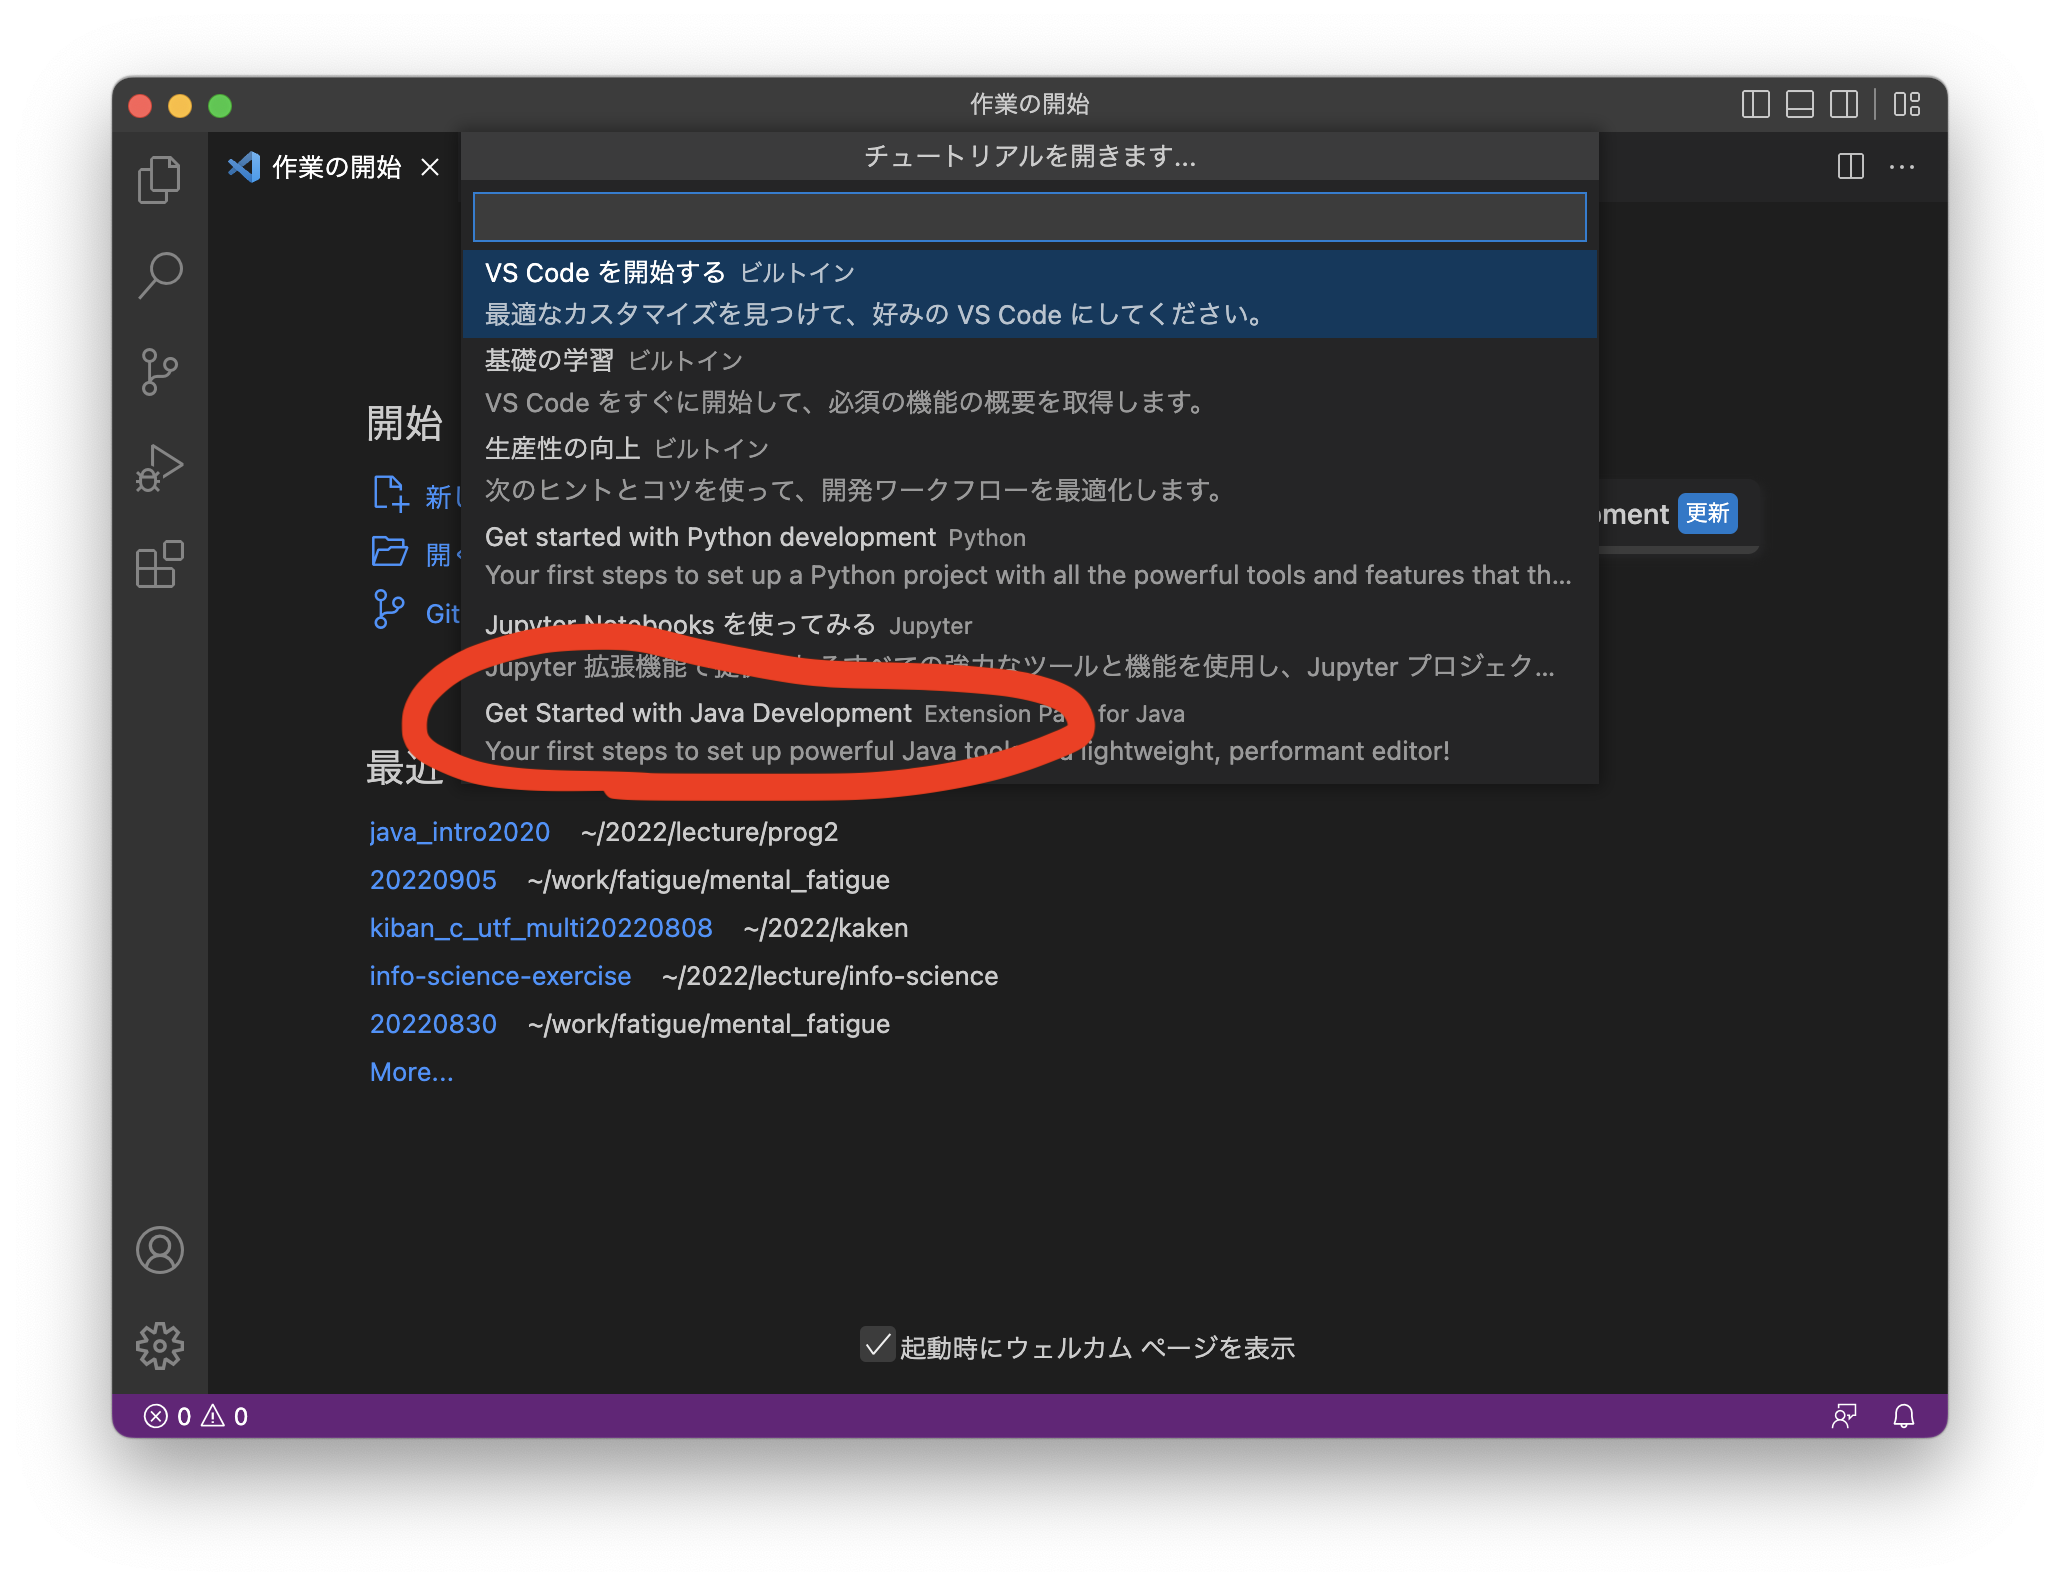 作業の開始
作業の開始
チュートリアルを開きます...
VS Code を開始する ビルトイン
最適なカスタマイズを見つけて、好みの VS Code にしてください。
基礎の学習 ビルトイン
VS Code をすぐに開始して、必須の機能の概要を取得します。
生産性の向上 ビルトイン
次のヒントとコツを使って、開発ワークフローを最適化します。
Get started with Python development Python
Your first steps to set up a Python project with all the powerful tools and features that th...
Jupyter Notebooks を使ってみる Jupyter
Jupyter 拡張機能で すべての強力なツールと機能を使用し、Jupyter プロジェク...
Get Started with Java Development Extension for Java
Your first steps to set up powerful Java lightweight, performant editor!
開始
新し
開く
Git
pment 更新
最近
java_intro2020 ~/2022/lecture/prog2
20220905 ~/work/fatigue/mental_fatigue
kiban_c_utf_multi20220808 ~/2022/kaken
info-science-exercise ~/2022/lecture/info-science
20220830 ~/work/fatigue/mental_fatigue
More...
起動時にウェルカム ページを表示
0 0